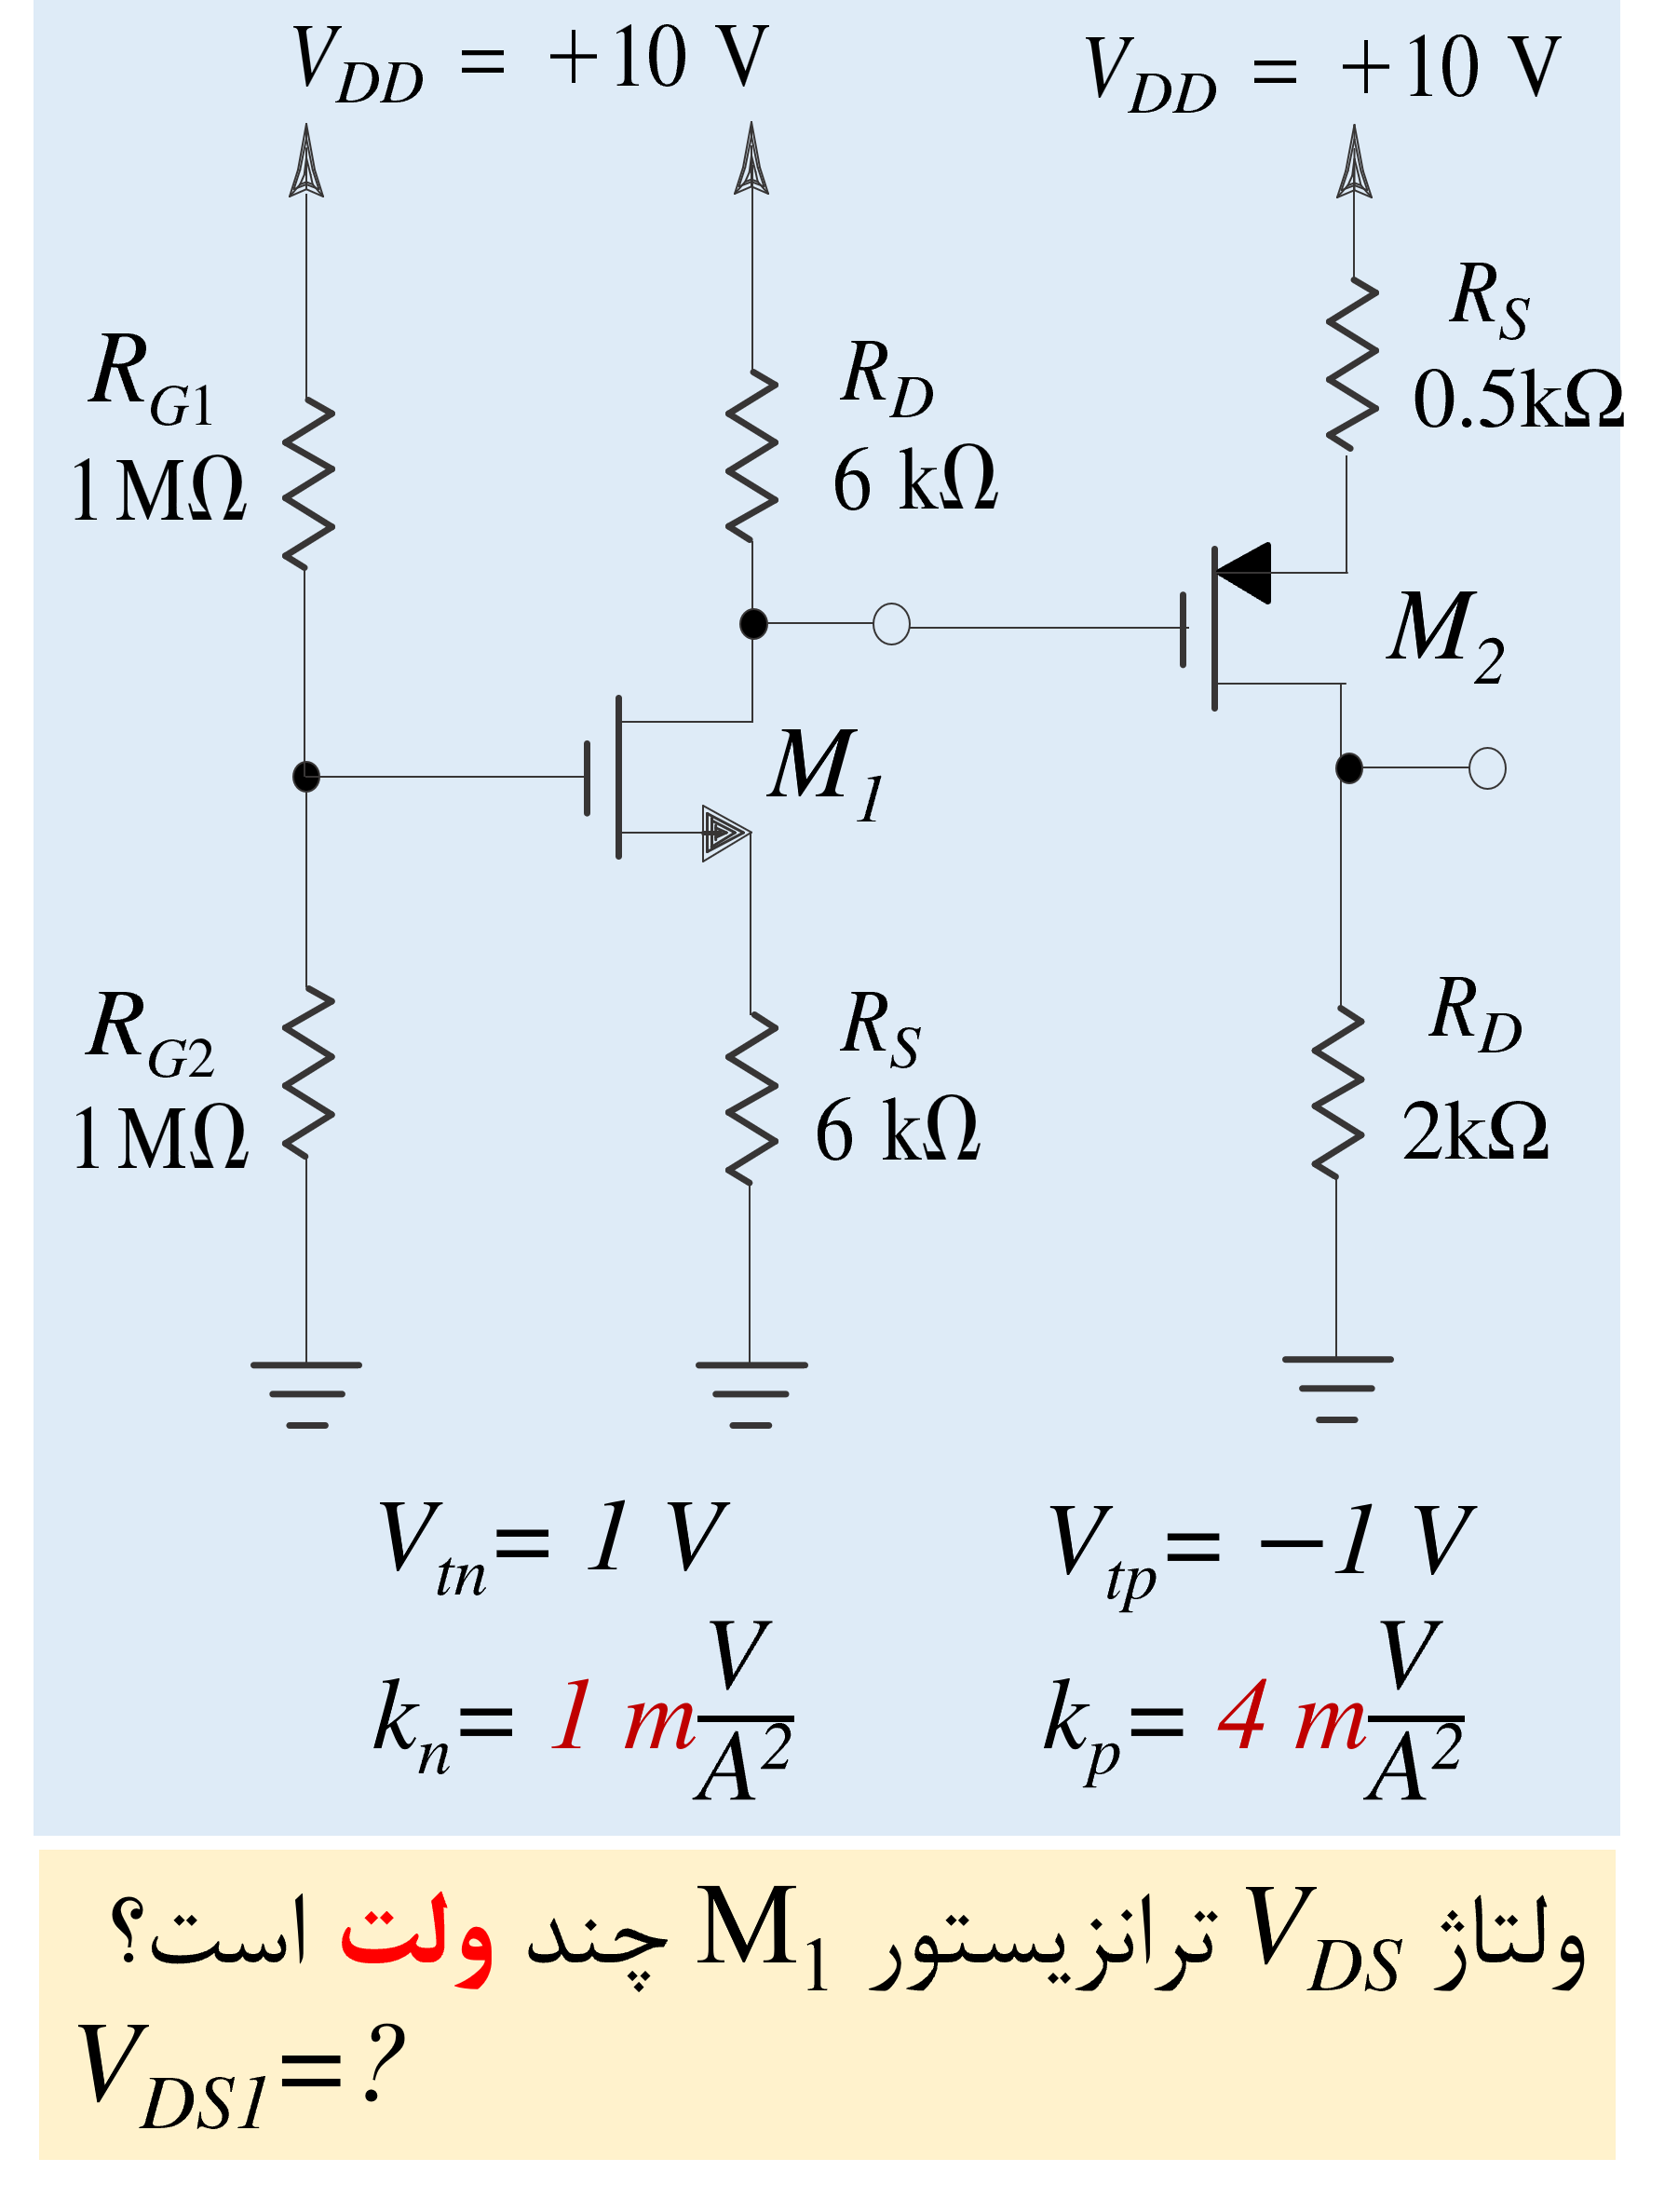 V_DD = +10 V
V_DD = +10 V
R_G1
1 MΩ
R_D
6 kΩ
R_S
0.5kΩ
M_2
M_1
R_G2
1 MΩ
R_S
6 kΩ
R_D
2kΩ
V_tn= 1 V
V_tp= −1 V
k_n= 1 m V/A²
k_p= 4 m V/A²
ولتاژ V_DS ترانزیستور M_1 چند ولت است؟
V_DS1=?